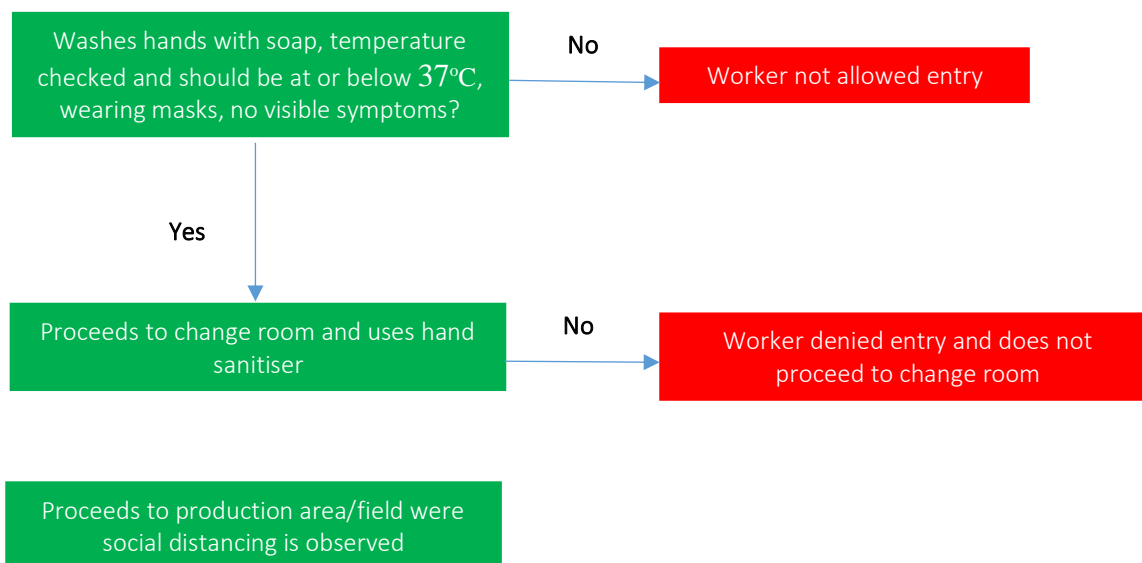 Washes hands with soap, temperature
checked and should be at or below 37°C,
wearing masks, no visible symptoms?
No
Worker not allowed entry
Yes
Proceeds to change room and uses hand
sanitiser
No
Worker denied entry and does not
proceed to change room
Proceeds to production area/field were
social distancing is observed